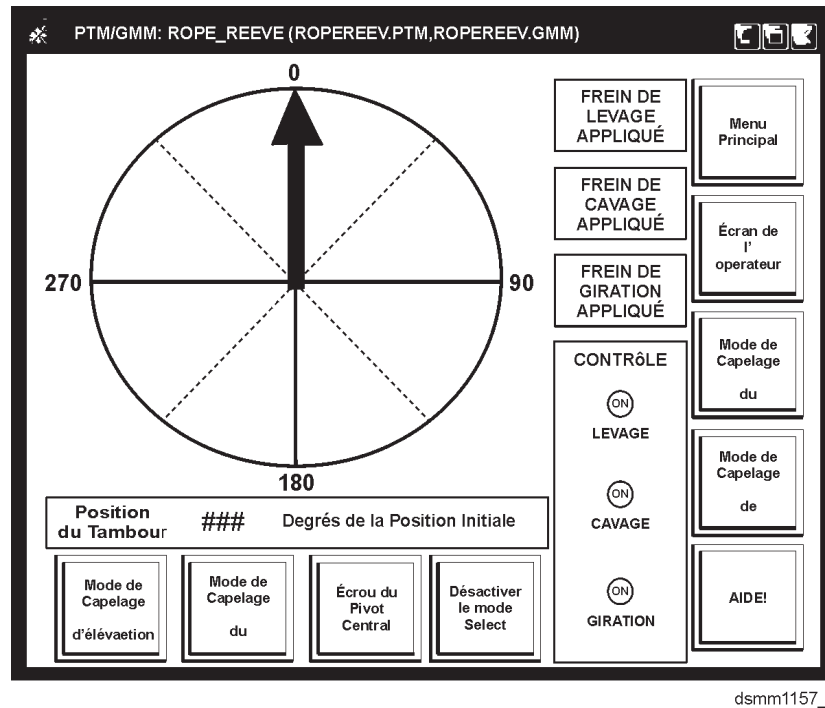 PTM/GMM: ROPE_REEVE (ROPEREEV.PTM,ROPEREEV.GMM)
0
270
90
180
Position
du Tambour
###
Degrés de la Position Initiale
Mode de
Capelage
d'élévaetion
Mode de
Capelage
du
Écrou du
Pivot
Central
Désactiver
le mode
Select
FREIN DE
LEVAGE
APPLIQUÉ
FREIN DE
CAVAGE
APPLIQUÉ
FREIN DE
GIRATION
APPLIQUÉ
CONTRôLE
ON
LEVAGE
ON
CAVAGE
ON
GIRATION
Menu
Principal
Écran de
l'
operateur
Mode de
Capelage
du
Mode de
Capelage
de
AIDE!
dsmm1157_